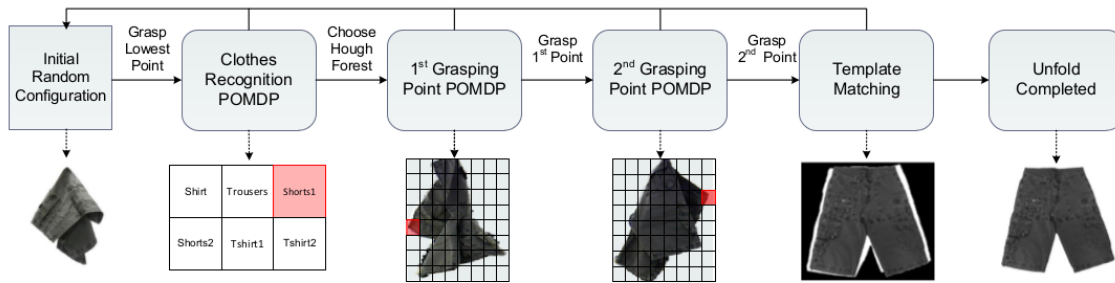 Initial
Random
Configuration
Grasp
Lowest
Point
Clothes
Recognition
POMDP
Choose
Hough
Forest
1st Grasping
Point POMDP
Grasp
1st Point
2nd Grasping
Point POMDP
Grasp
2nd Point
Template
Matching
Unfold
Completed
Shirt Trousers Shorts1
Shorts2 Tshirt1 Tshirt2